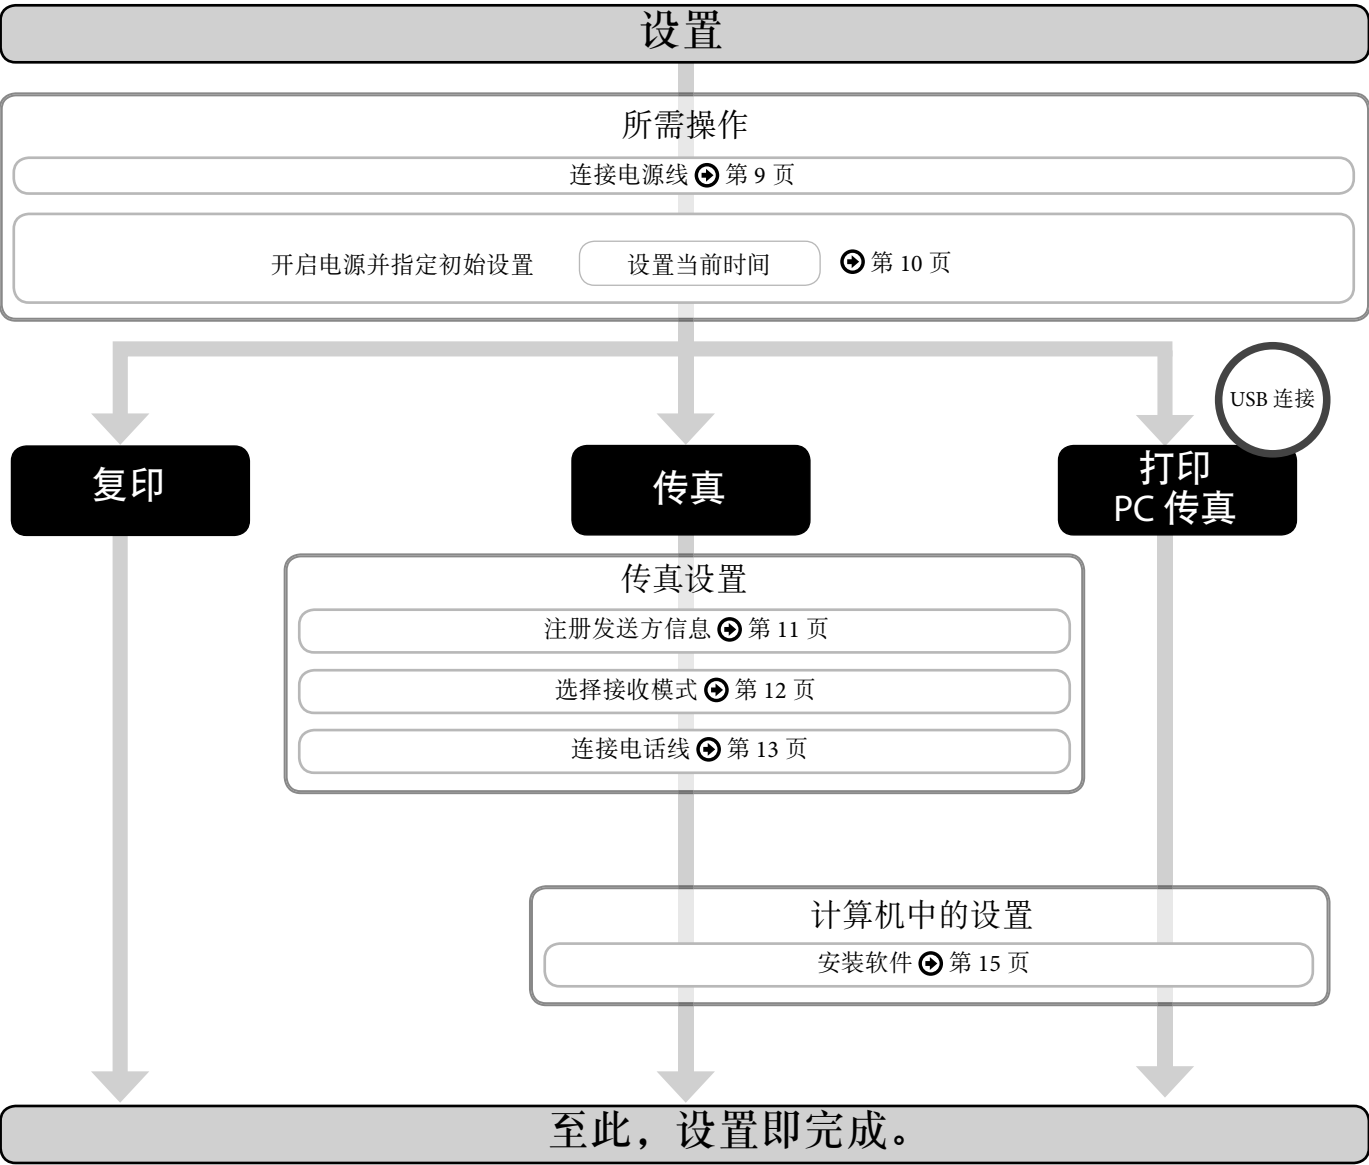 设置
所需操作
连接电源线 第 9 页
开启电源并指定初始设置 设置当前时间 第 10 页
USB 连接
复印
传真
打印
PC 传真
传真设置
注册发送方信息 第 11 页
选择接收模式 第 12 页
连接电话线 第 13 页
计算机中的设置
安装软件 第 15 页
至此，设置即完成。